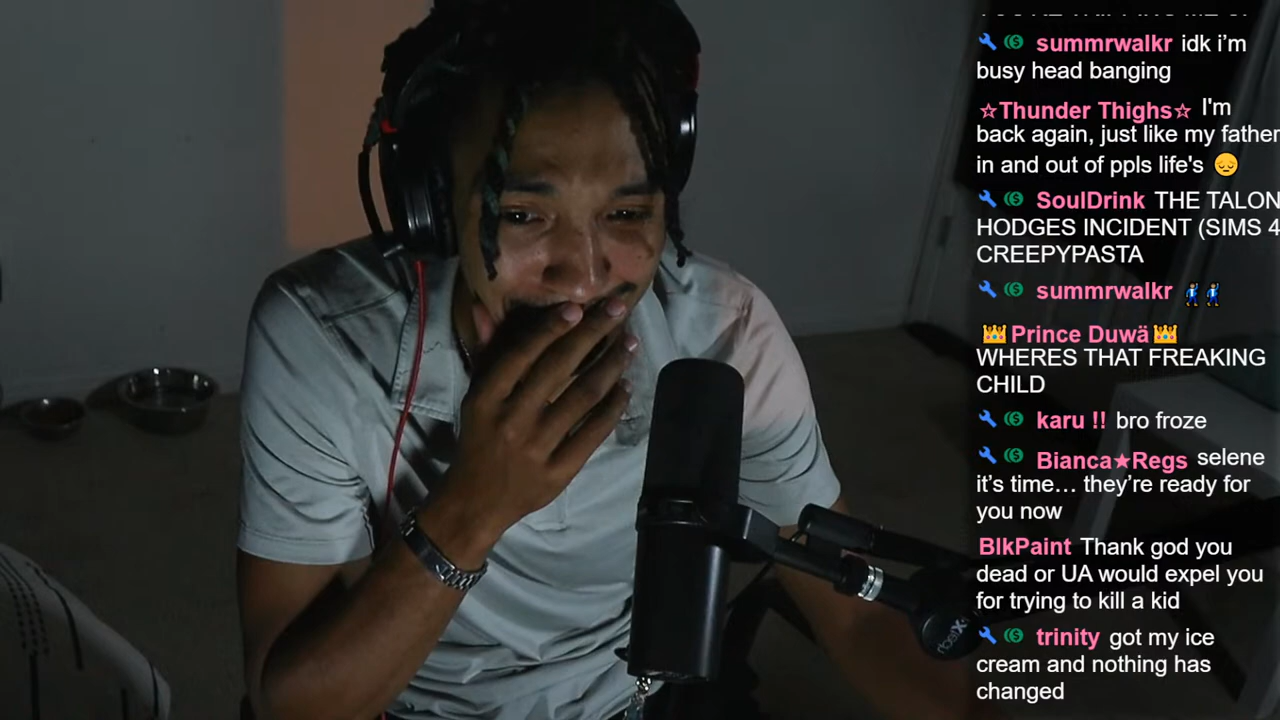 summrwalkr idk i'm
busy head banging
☆Thunder Thighs☆ I'm
back again, just like my father
in and out of ppls life's 😔
SoulDrink THE TALON
HODGES INCIDENT (SIMS 4
CREEPYPASTA
summrwalkr 🕺🏿🕺🏿
👑Prince Duwä👑
WHERES THAT FREAKING
CHILD
karu !! bro froze
Bianca★Regs selene
it's time… they're ready for
you now
BlkPaint Thank god you
dead or UA would expel you
for trying to kill a kid
trinity got my ice
cream and nothing has
changed